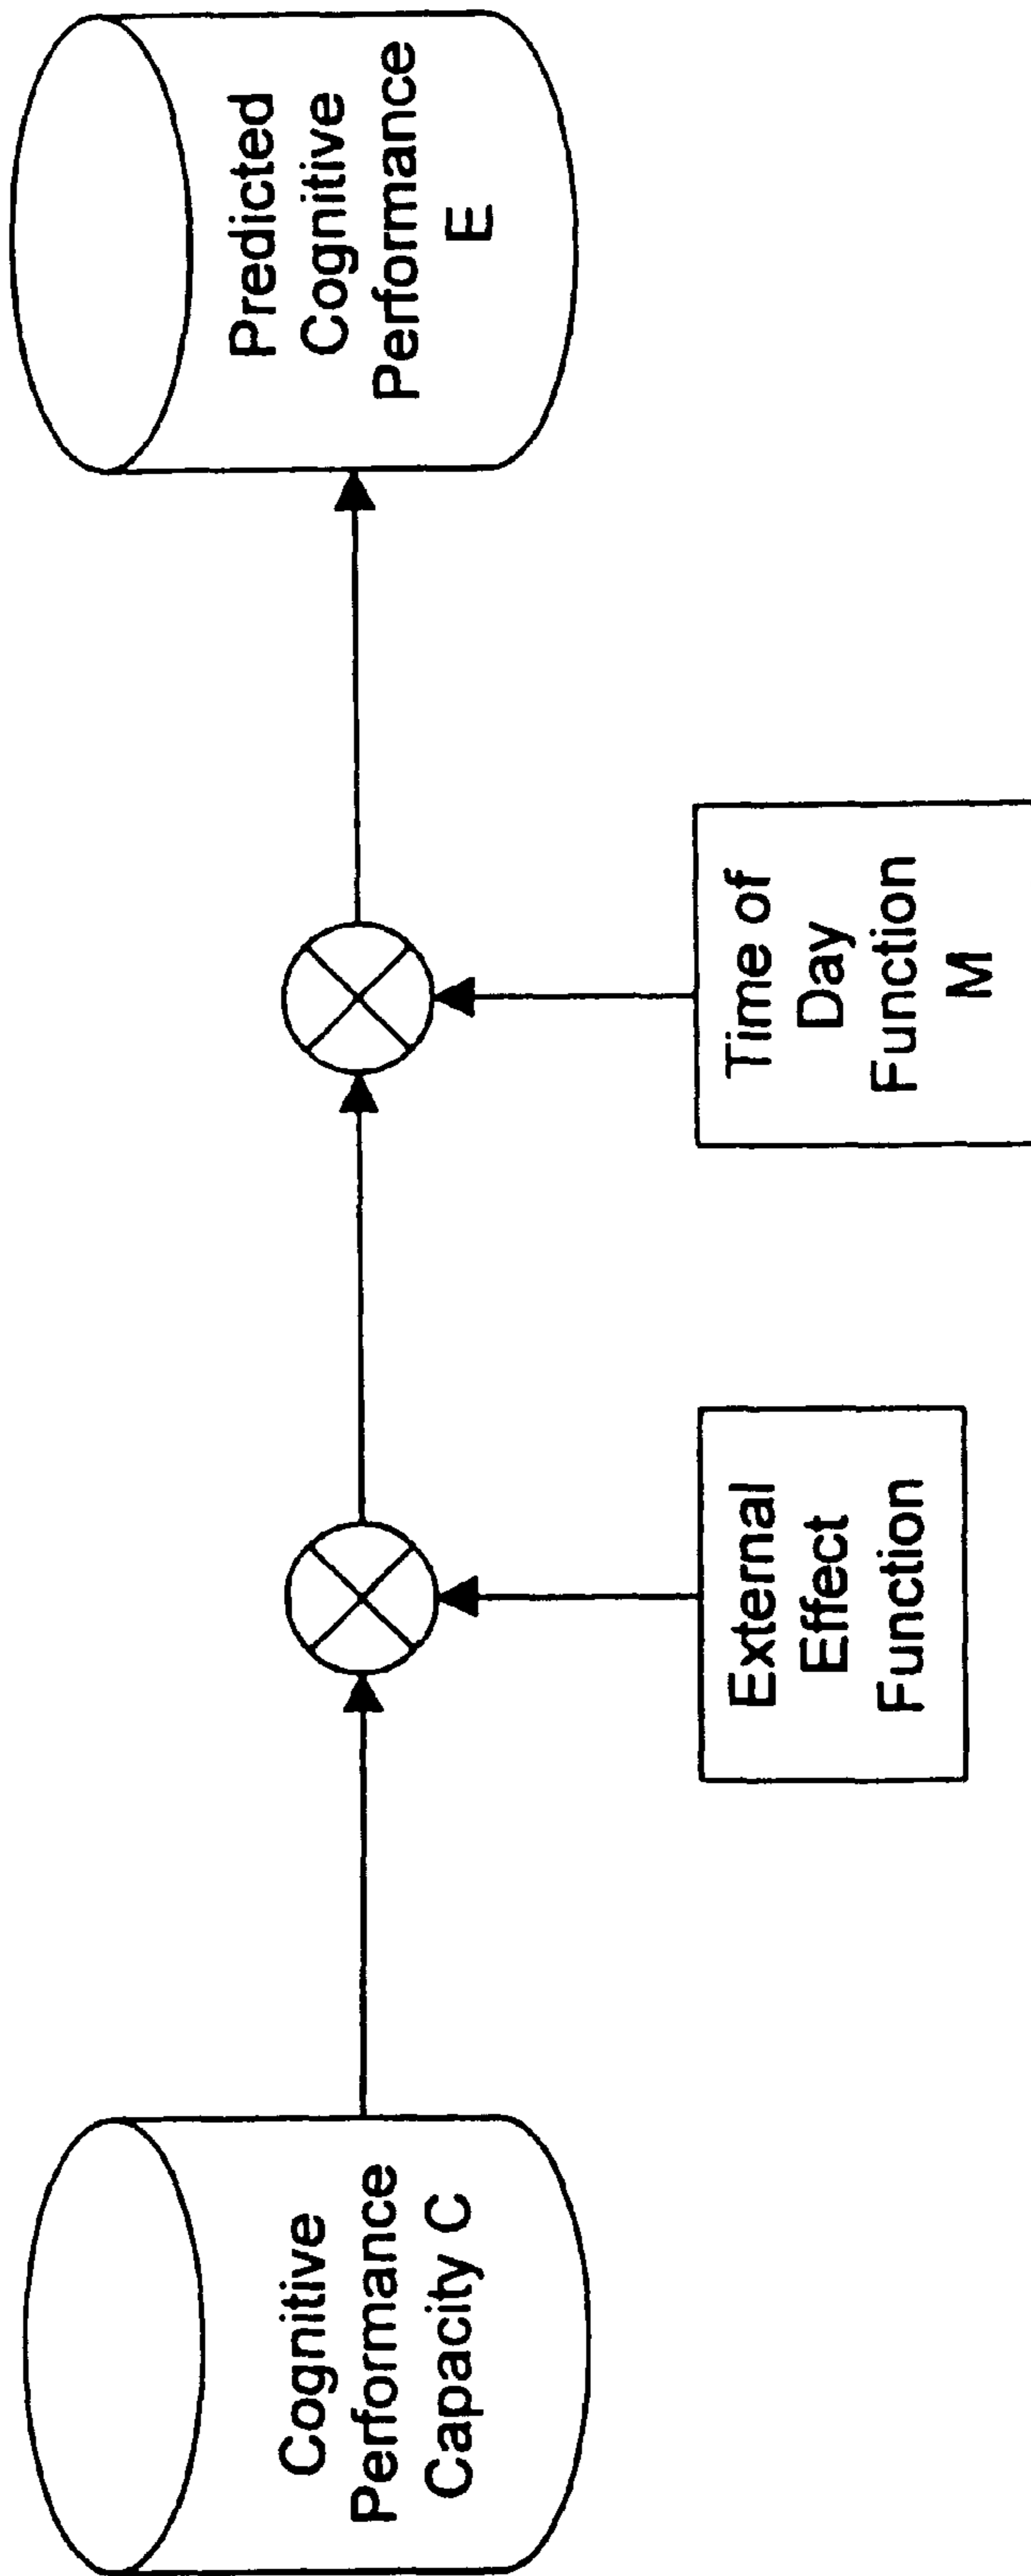 Cognitive
Performance
Capacity C
External
Effect
Function
Time of
Day
Function
M
Predicted
Cognitive
Performance
E